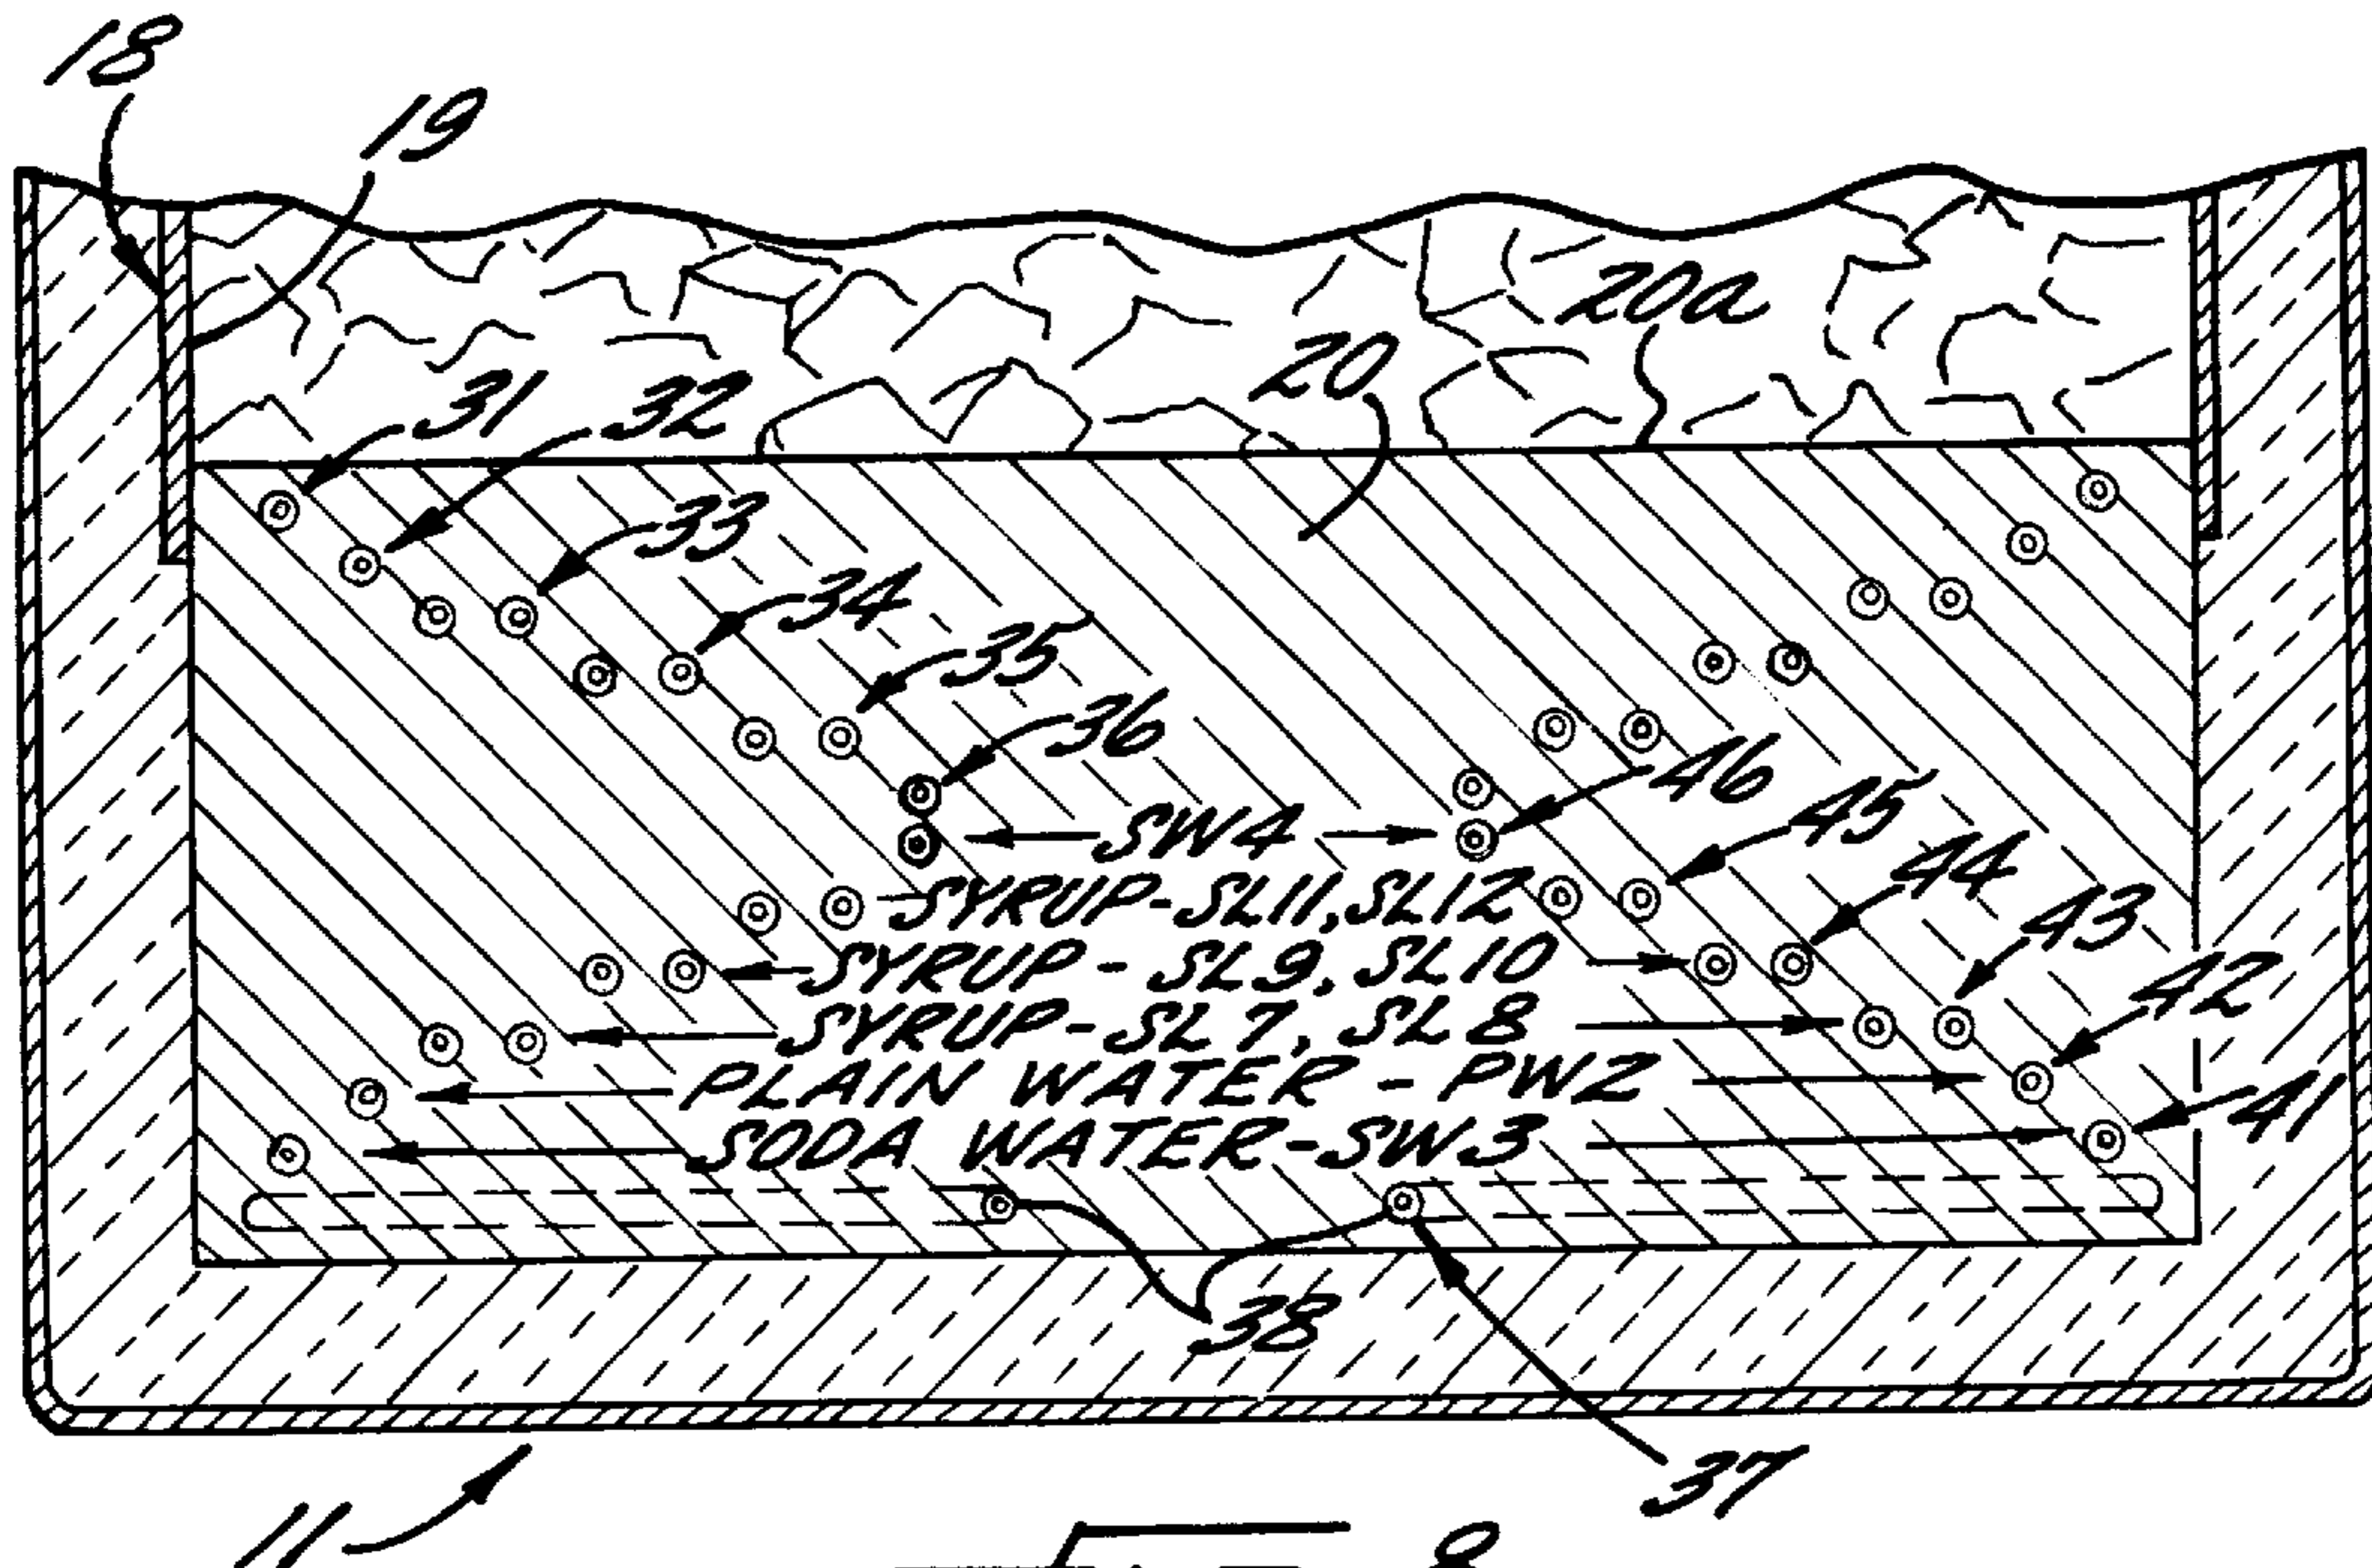 18
19
20a
20
31
32
33
34
35
36
46
SW4
45
SYRUP-SL11, SL12
44
43
SYRUP - SL9, SL10
42
SYRUP-SL7, SL8
PLAIN WATER - PW2
41
SODA WATER-SW3
38
37
11